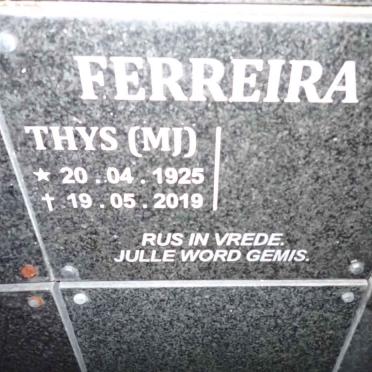 FERREIRA
THYS (MJ)
★ 20 . 04 . 1925
† 19 . 05 . 2019
RUS IN VREDE.
JULLE WORD GEMIS.